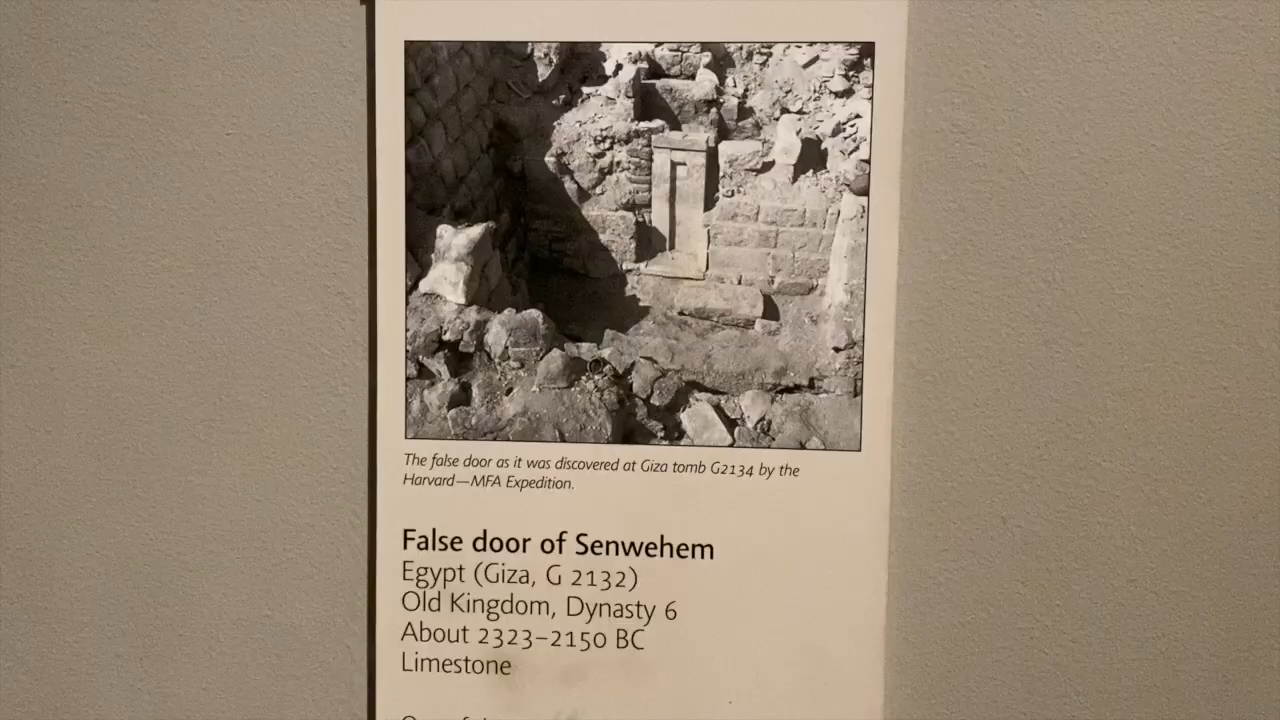 The false door as it was discovered at Giza tomb G2134 by the
Harvard—MFA Expedition.
False door of Senwehem
Egypt (Giza, G 2132)
Old Kingdom, Dynasty 6
About 2323–2150 BC
Limestone